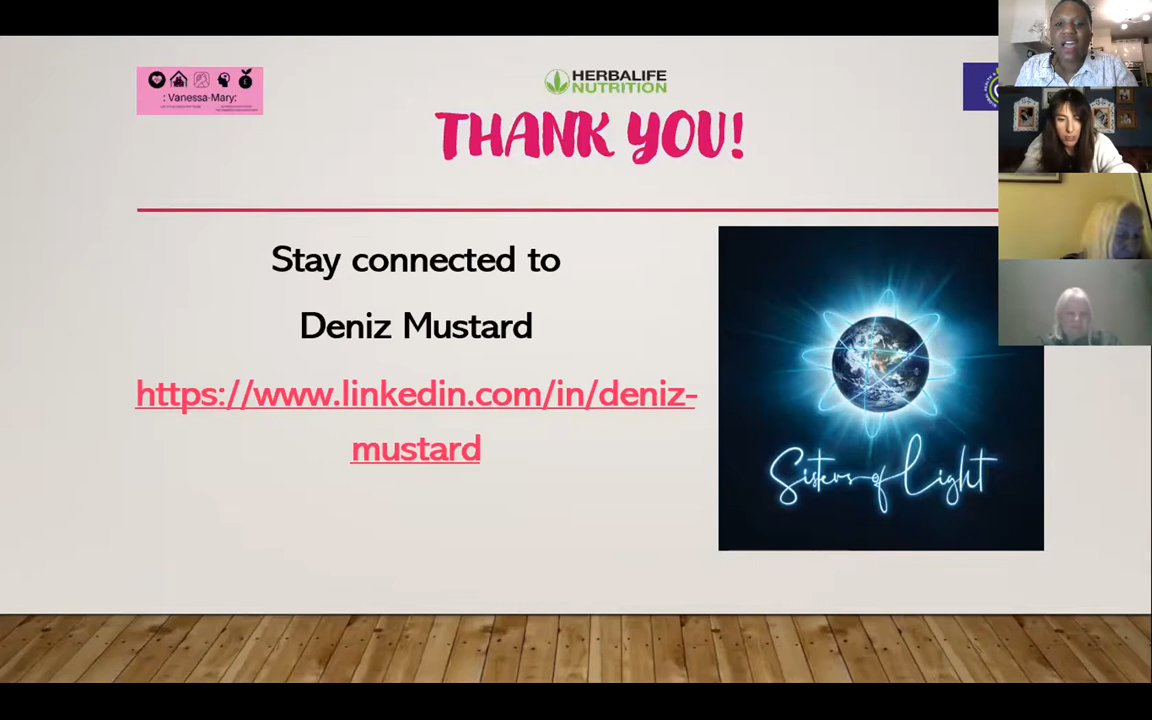 : Vanessa-Mary:
HERBALIFE
NUTRITION
THANK YOU!
Stay connected to
Deniz Mustard
https://www.linkedin.com/in/deniz-
mustard
Sisters of Light